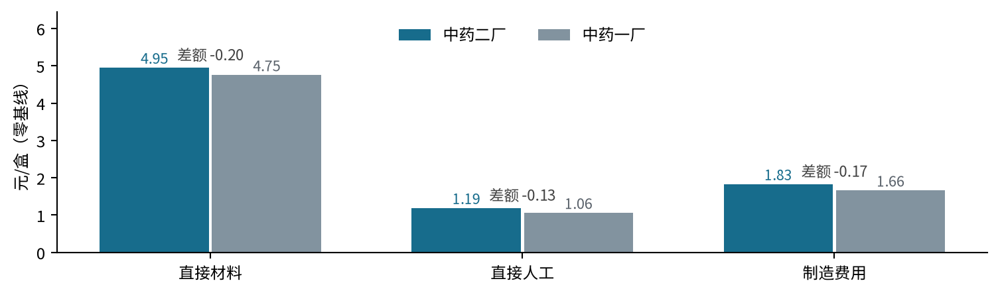 中药二厂
中药一厂
元/盒（零基线）
6
5
4
3
2
1
0
4.95
差额 -0.20
4.75
1.19
差额 -0.13
1.06
1.83
差额 -0.17
1.66
直接材料
直接人工
制造费用